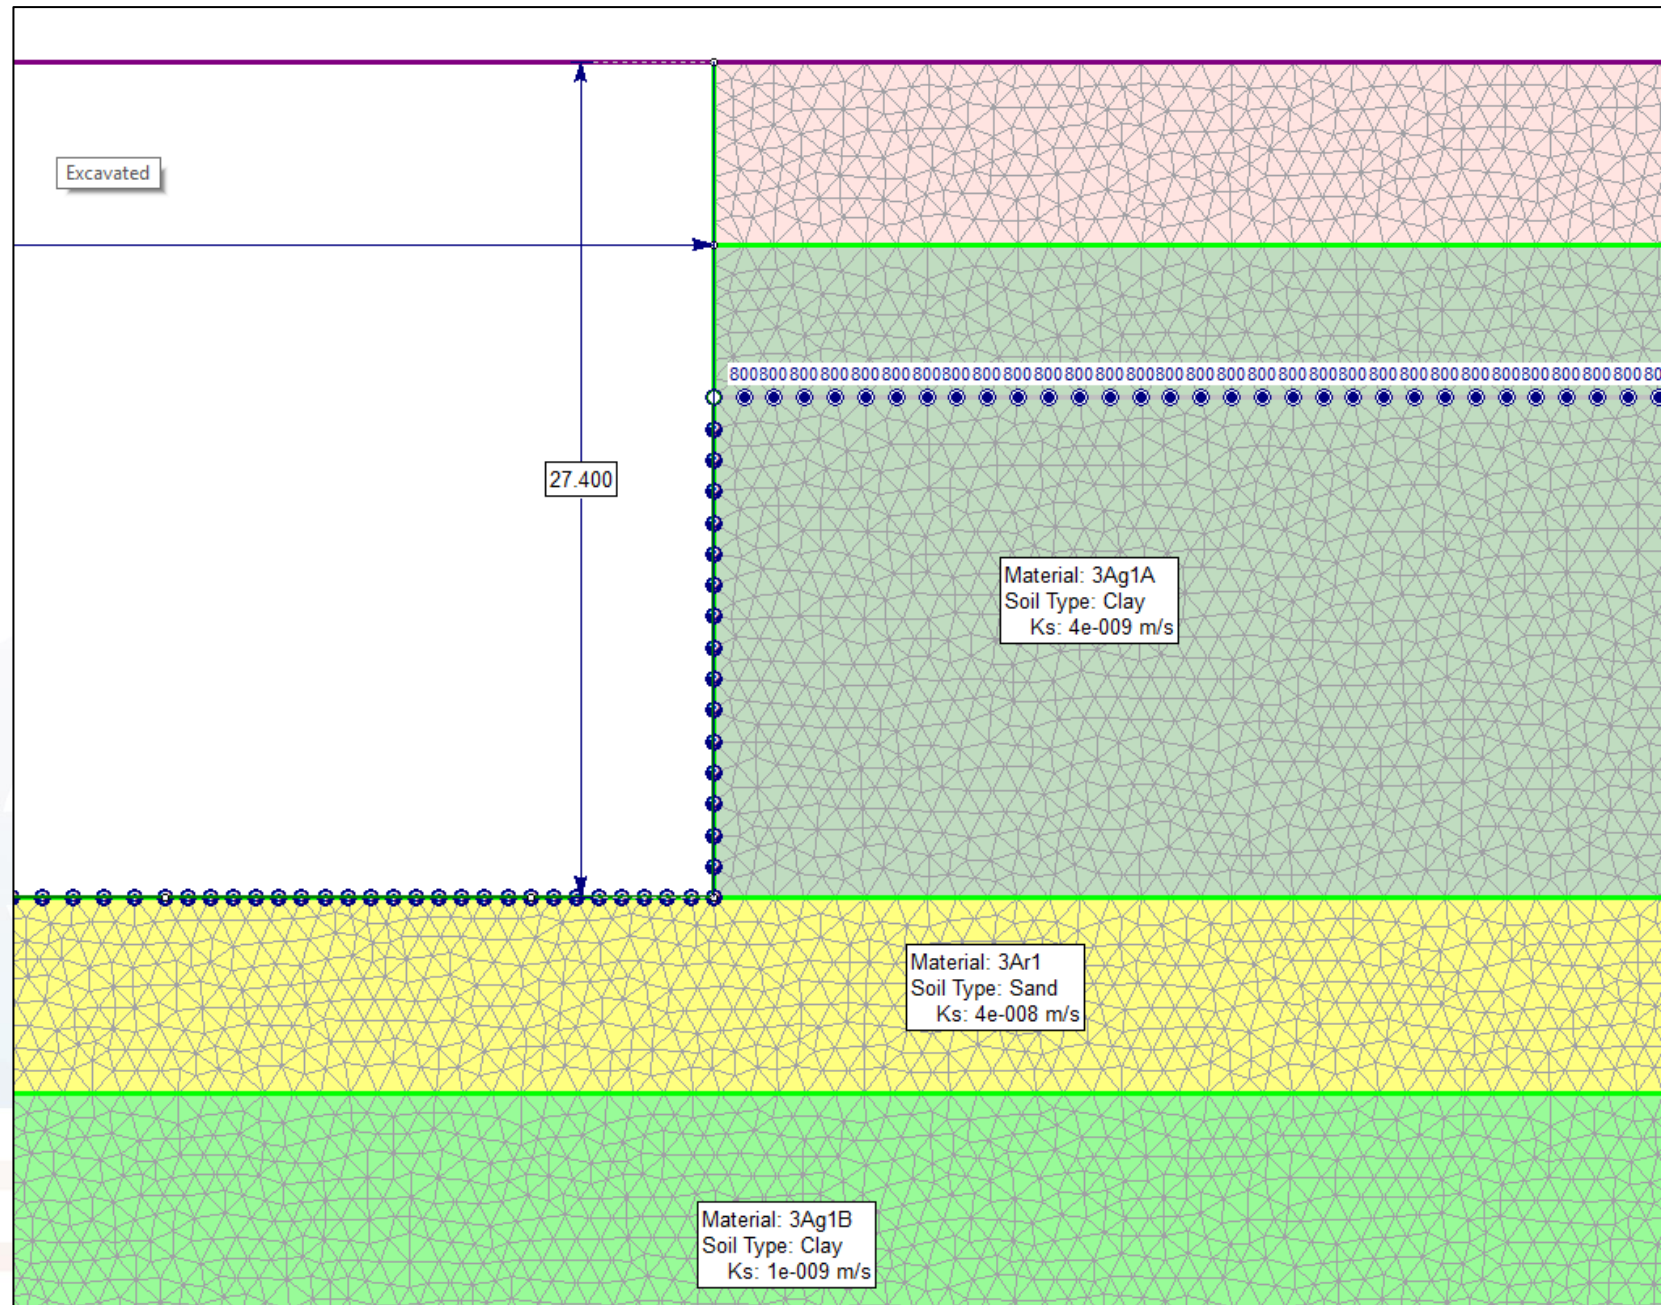 Excavated
800800800800800800800800800800800800800800800800800800800800800800800800800800800800800800800800800 80
27.400
Material: 3Ag1A
Soil Type: Clay
Ks: 4e-009 m/s
Material: 3Ar1
Soil Type: Sand
Ks: 4e-008 m/s
Material: 3Ag1B
Soil Type: Clay
Ks: 1e-009 m/s